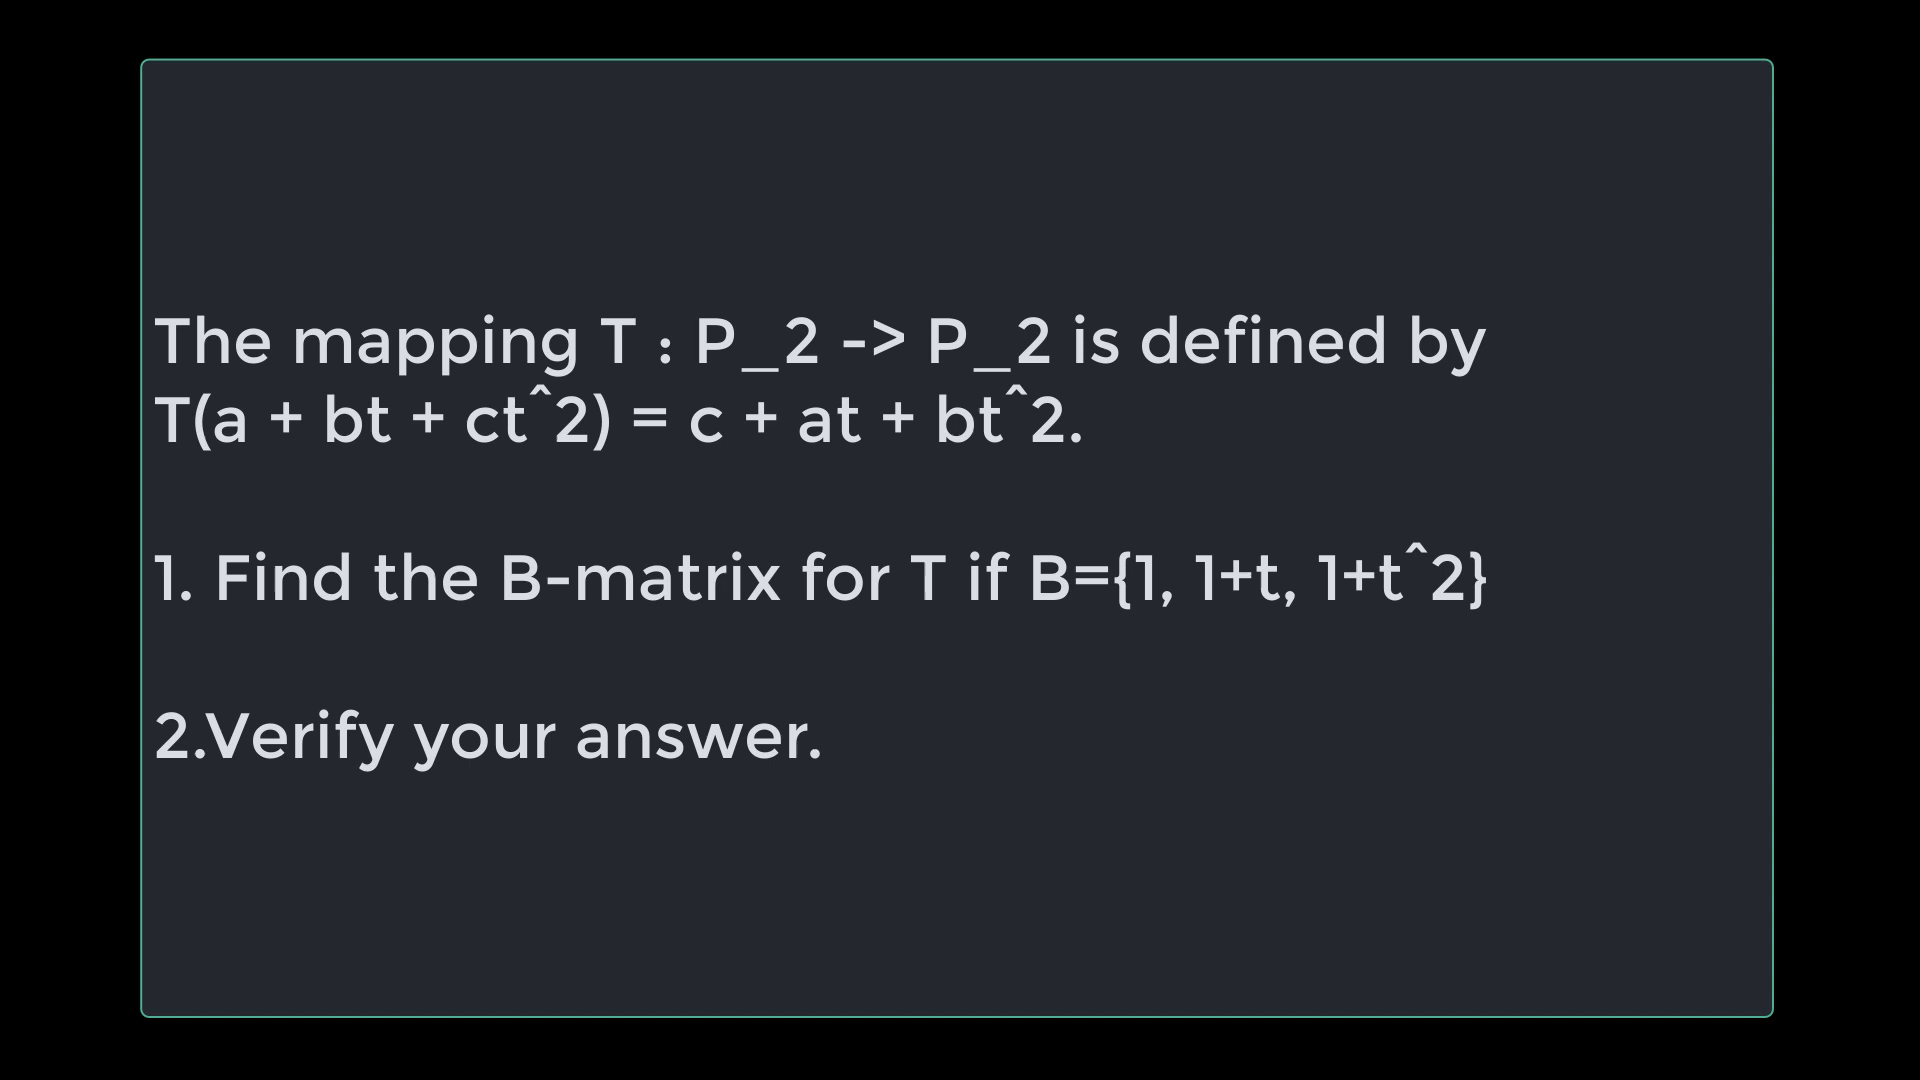 The mapping T : P_2 -> P_2 is defined by
T(a + bt + ct^2) = c + at + bt^2.
1. Find the B-matrix for T if B={1, 1+t, 1+t^2}
2.Verify your answer.